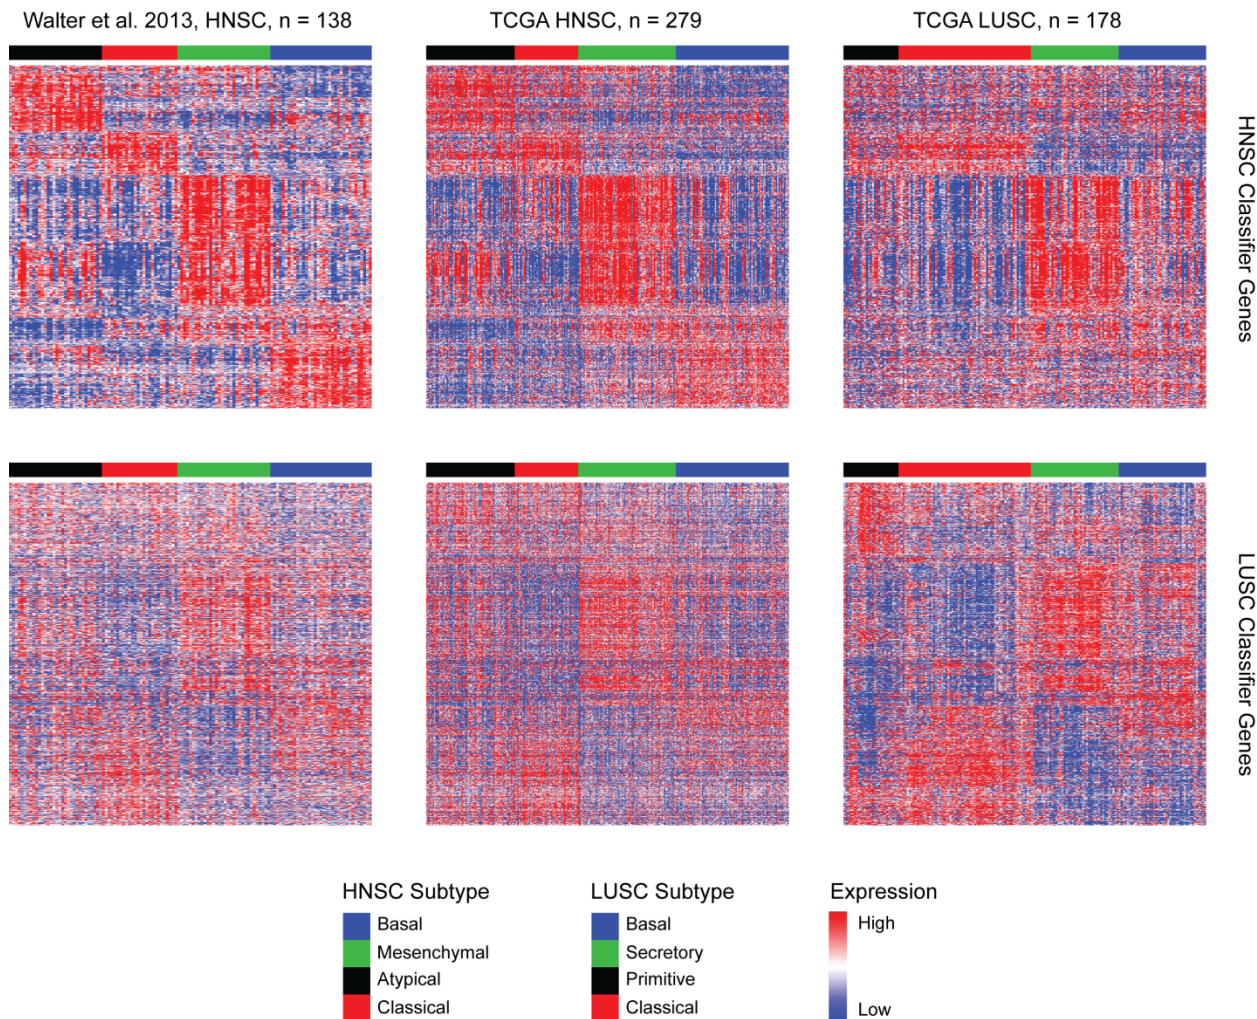 Walter et al. 2013, HNSC, n = 138
TCGA HNSC, n = 279
TCGA LUSC, n = 178
HNSC Classifier Genes
LUSC Classifier Genes
HNSC Subtype
Basal
Mesenchymal
Atypical
Classical
LUSC Subtype
Basal
Secretory
Primitive
Classical
Expression
High
Low